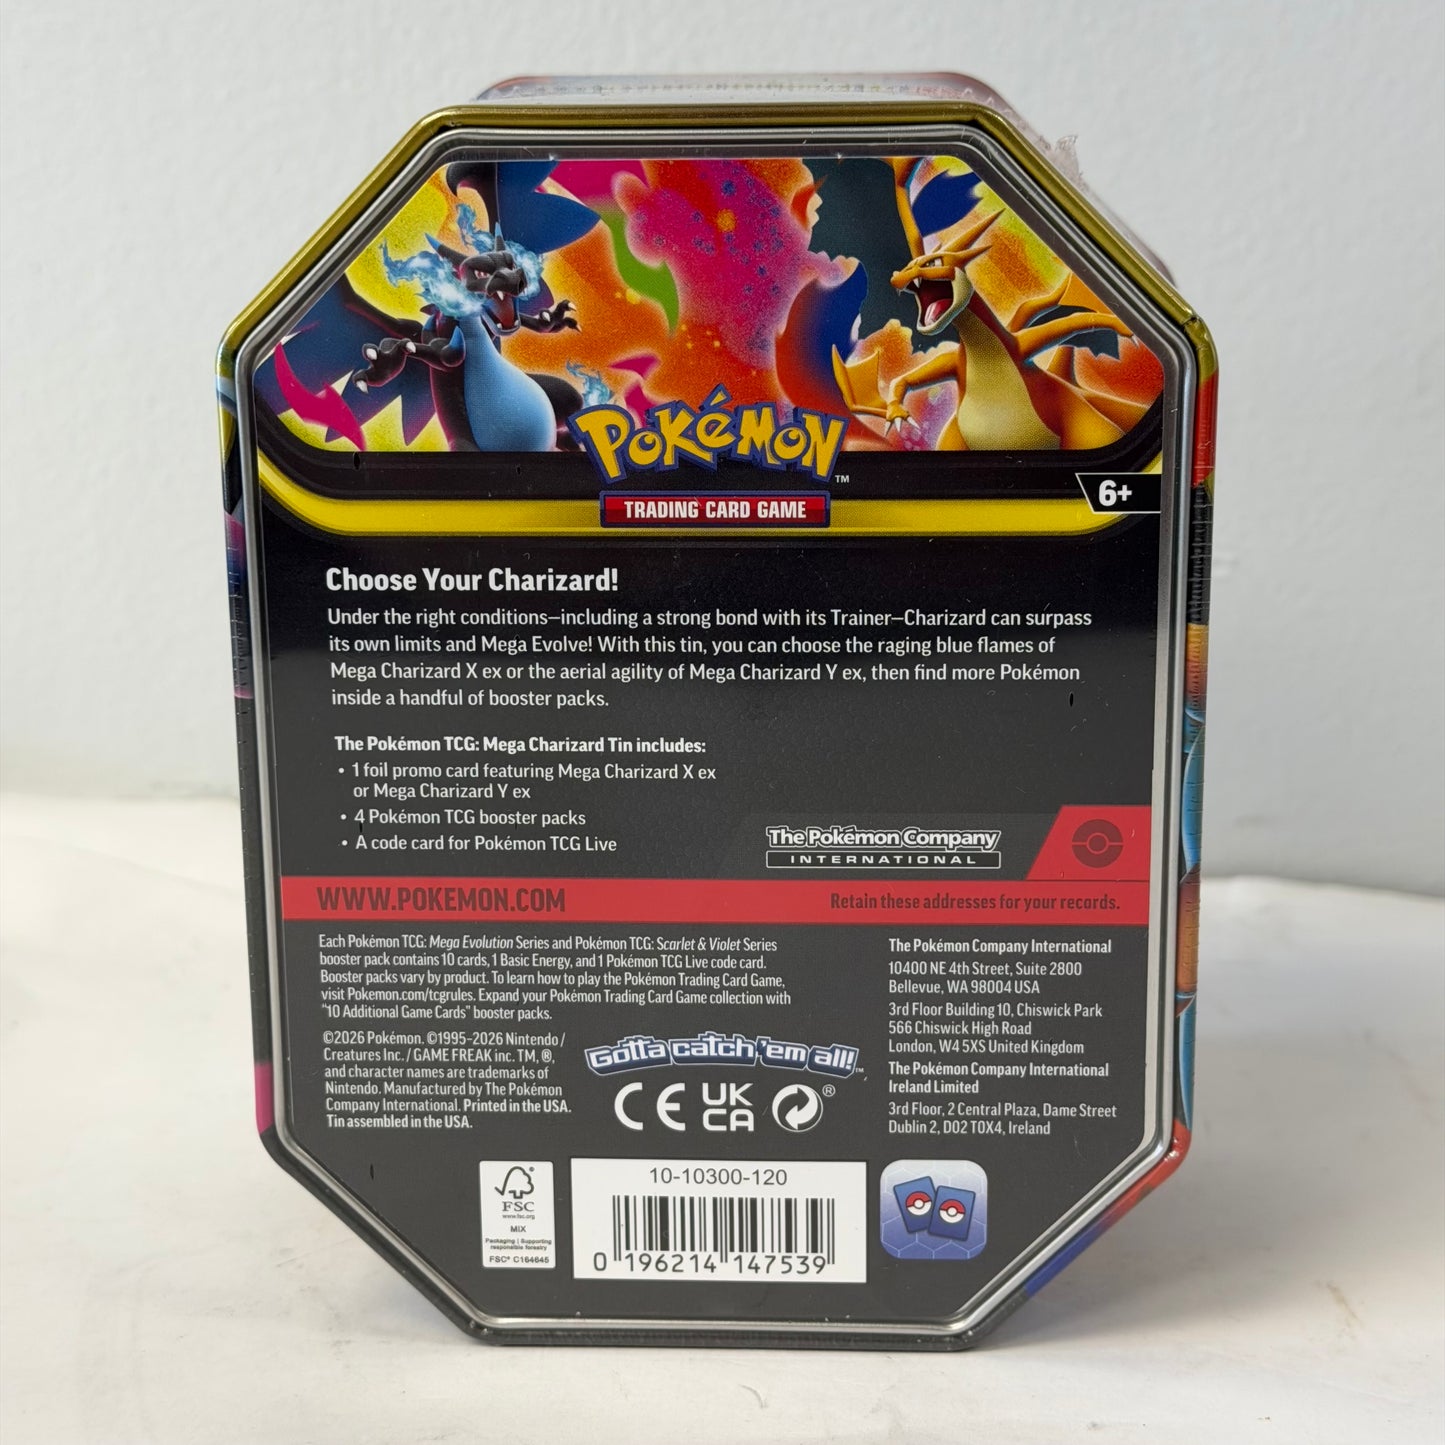 POKéMON™
TRADING CARD GAME
6+
Choose Your Charizard!
Under the right conditions—including a strong bond with its Trainer—Charizard can surpass
its own limits and Mega Evolve! With this tin, you can choose the raging blue flames of
Mega Charizard X ex or the aerial agility of Mega Charizard Y ex, then find more Pokémon
inside a handful of booster packs.
The Pokémon TCG: Mega Charizard Tin includes:
• 1 foil promo card featuring Mega Charizard X ex
or Mega Charizard Y ex
• 4 Pokémon TCG booster packs
• A code card for Pokémon TCG Live
The Pokémon Company
INTERNATIONAL
WWW.POKEMON.COM
Retain these addresses for your records.
Each Pokémon TCG: Mega Evolution Series and Pokémon TCG: Scarlet & Violet Series
booster pack contains 10 cards, 1 Basic Energy, and 1 Pokémon TCG Live code card.
Booster packs vary by product. To learn how to play the Pokémon Trading Card Game,
visit Pokemon.com/tcgrules. Expand your Pokémon Trading Card Game collection with
"10 Additional Game Cards" booster packs.
©2026 Pokémon. ©1995–2026 Nintendo /
Creatures Inc. / GAME FREAK inc. TM, ®,
and character names are trademarks of
Nintendo. Manufactured by The Pokémon
Company International. Printed in the USA.
Tin assembled in the USA.
Gotta catch 'em all!™
CE UK CA ®
The Pokémon Company International
10400 NE 4th Street, Suite 2800
Bellevue, WA 98004 USA
3rd Floor Building 10, Chiswick Park
566 Chiswick High Road
London, W4 5XS United Kingdom
The Pokémon Company International
Ireland Limited
3rd Floor, 2 Central Plaza, Dame Street
Dublin 2, D02 T0X4, Ireland
FSC
www.fsc.org
MIX
Packaging | Supporting
responsible forestry
FSC® C164645
10-10300-120
0 196214 147539